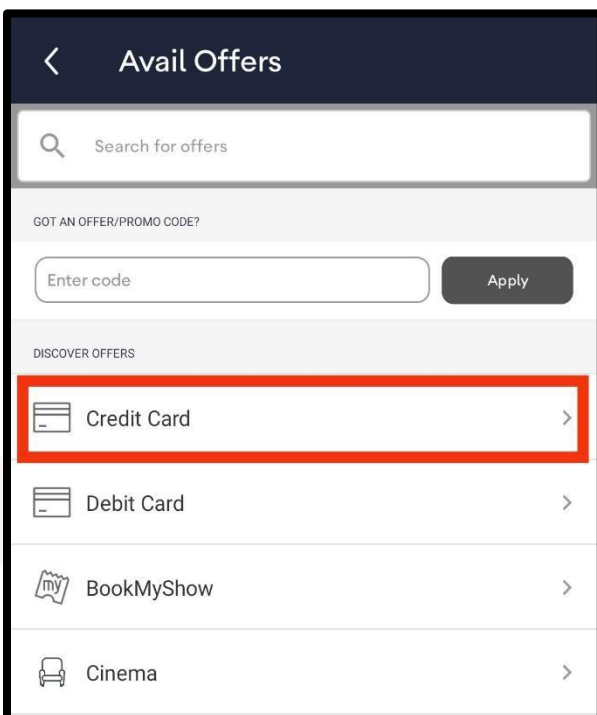 Avail Offers
Search for offers
GOT AN OFFER/PROMO CODE?
Enter code
Apply
DISCOVER OFFERS
Credit Card
Debit Card
my
BookMyShow
Cinema